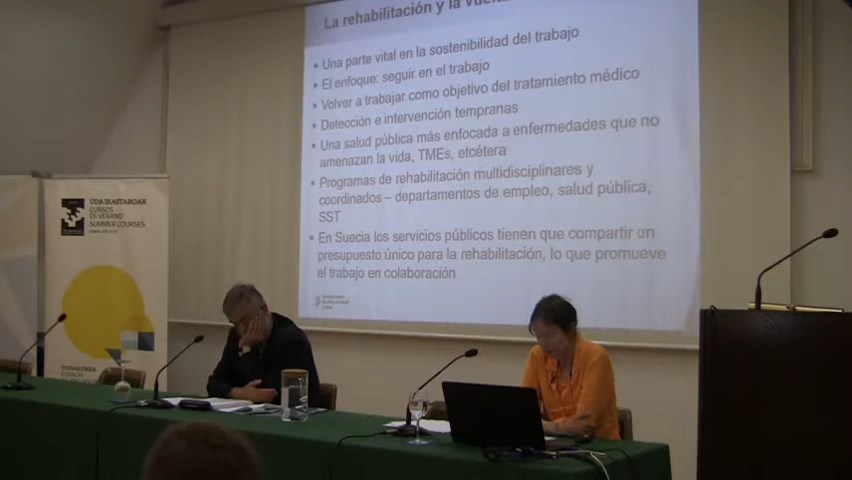 La rehabilitación y la vuelta
Una parte vital en la sostenibilidad del trabajo
El enfoque: seguir en el trabajo
Volver a trabajar como objetivo del tratamiento médico
Detección e intervención tempranas
Una salud pública más enfocada a enfermedades que no
amenazan la vida, TMEs, etcétera
Programas de rehabilitación multidisciplinares y
coordinados – departamentos de empleo, salud pública,
SST
En Suecia los servicios públicos tienen que compartir un
presupuesto único para la rehabilitación, lo que promueve
el trabajo en colaboración
UDA IKASTAROAK
CURSOS
DE VERANO
SUMMER COURSES